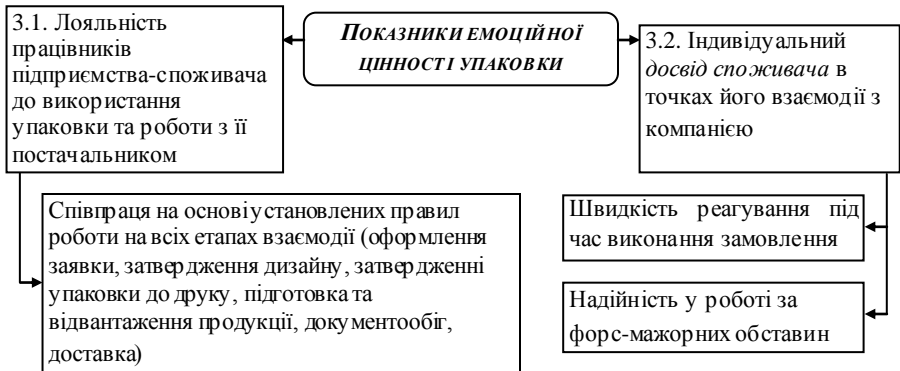 3.1. Лояльність
працівників
підприємства-споживача
до використання
упаковки та роботи з її
постачальником
ПОКАЗНИКИ ЕМОЦІЙНОЇ
ЦІННОСТІ УПАКОВКИ
3.2. Індивідуальний
досвід споживача в
точках його взаємодії з
компанією
Співпраця на основі установлених правил
роботи на всіх етапах взаємодії (оформлення
заявки, затвердження дизайну, затвердженні
упаковки до друку, підготовка та
відвантаження продукції, документообіг,
доставка)
Швидкість реагування під
час виконання замовлення
Надійність у роботі за
форс-мажорних обставин